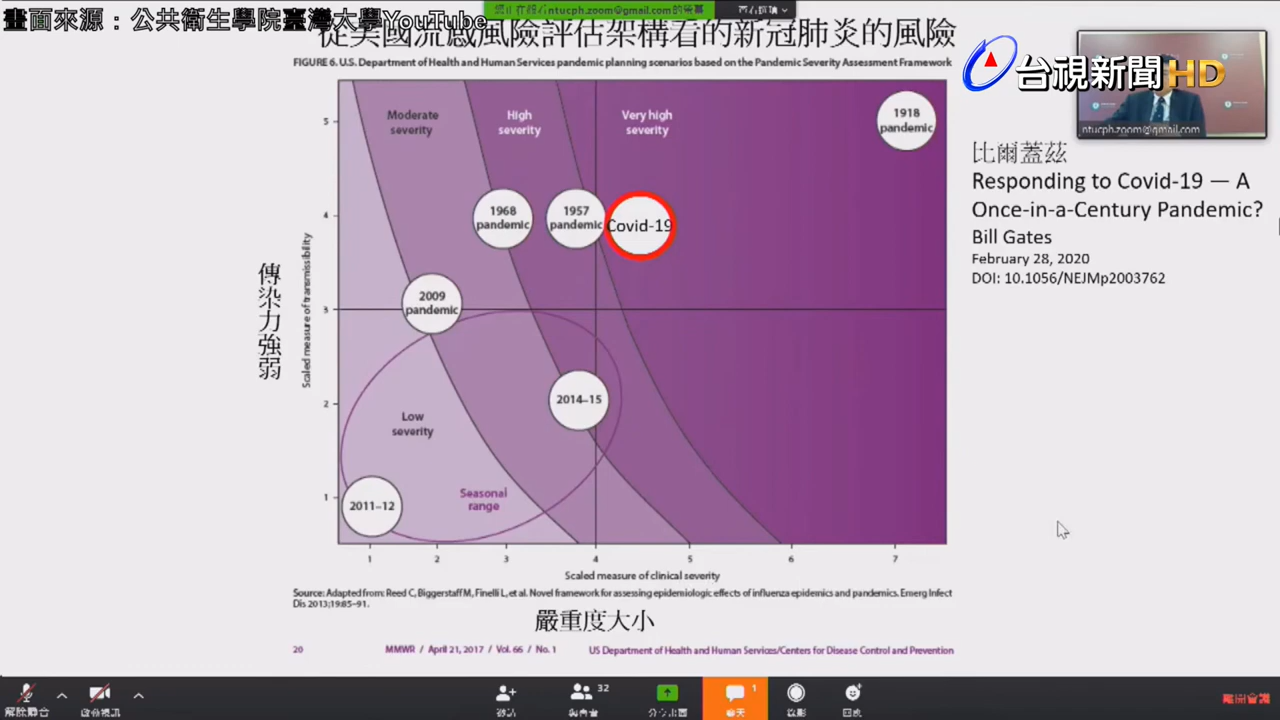 畫面來源：公共衛生學院臺灣大學YouTube
從美國流感風險評估架構看的新冠肺炎的風險
FIGURE 6. U.S. Department of Health and Human Services pandemic planning scenarios based on the Pandemic Severity Assessment Framework
台視新聞HD
ntucph.zoom@gmail.com
Moderate
severity
High
severity
Very high
severity
1918
pandemic
比爾蓋茲
Responding to Covid-19 — A
Once-in-a-Century Pandemic?
Bill Gates
February 28, 2020
DOI: 10.1056/NEJMp2003762
1968
pandemic
1957
pandemic
Covid-19
2009
pandemic
2014–15
Low
severity
Seasonal
range
2011–12
5
4
3
2
1
Scaled measure of transmissibility
傳染力強弱
1 2 3 4 5 6 7
Scaled measure of clinical severity
Source: Adapted from: Reed C, Biggerstaff M, Finelli L, et al. Novel framework for assessing epidemiologic effects of influenza epidemics and pandemics. Emerg Infect
Dis 2013;19:85–91.
嚴重度大小
20 MMWR / April 21, 2017 / Vol. 66 / No. 1 US Department of Health and Human Services/Centers for Disease Control and Prevention
32
1